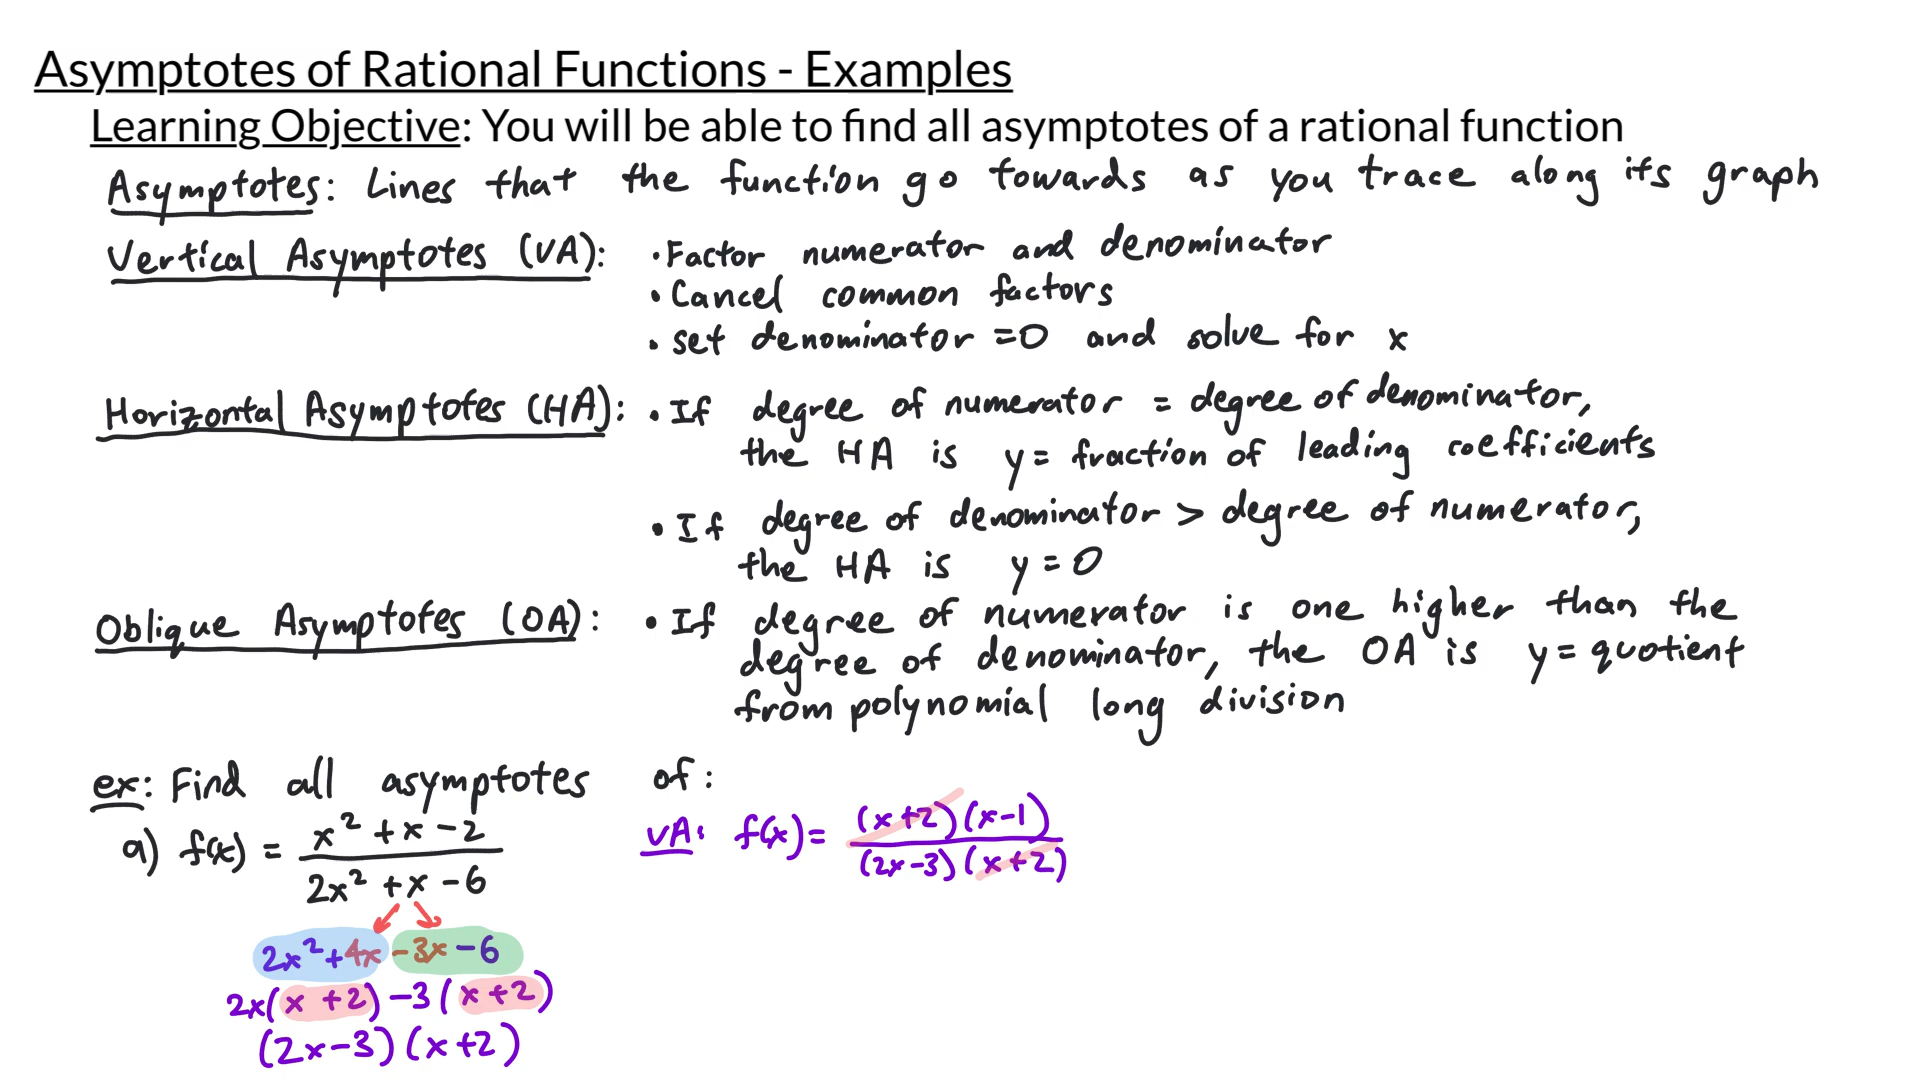 Asymptotes of Rational Functions - Examples
Learning Objective: You will be able to find all asymptotes of a rational function
Asymptotes: Lines that the function go towards as you trace along its graph
Vertical Asymptotes (VA): • Factor numerator and denominator
• Cancel common factors
• set denominator =0 and solve for x
Horizontal Asymptotes (HA): • If degree of numerator = degree of denominator,
the HA is y= fraction of leading coefficients
• If degree of denominator > degree of numerator,
the HA is y=0
Oblique Asymptotes (OA): • If degree of numerator is one higher than the
degree of denominator, the OA is y= quotient
from polynomial long division
ex: Find all asymptotes of:
a) f(x) = (x² + x - 2)/(2x² + x - 6)
VA: f(x)= ((x+2)(x-1))/((2x-3)(x+2))
2x²+4x-3x-6
2x(x+2)-3(x+2)
(2x-3)(x+2)